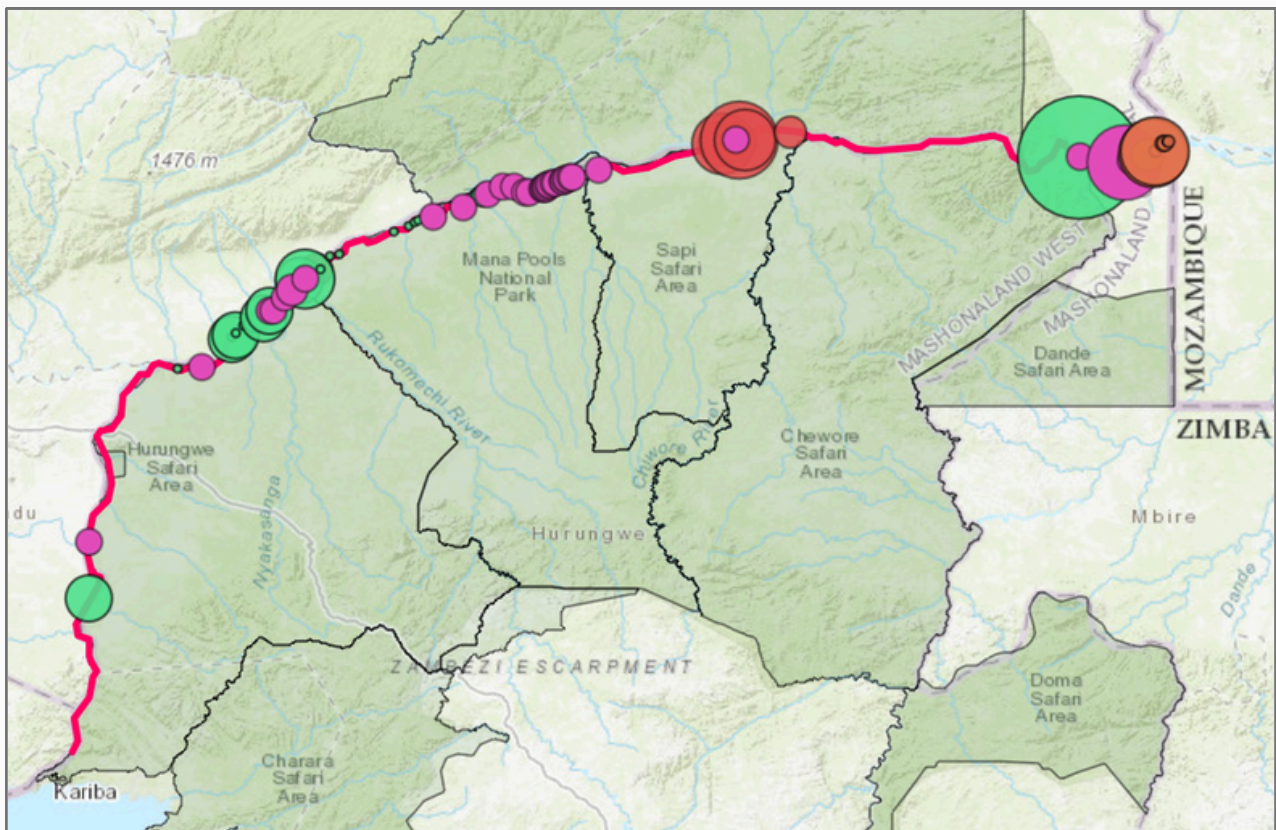 1476 m
MOZAMBIQUE
MASHONALAND WEST
MASHONALAND
Mana Pools
National
Park
Sapi
Safari
Area
Dande
Safari Area
Rukomechi River
ZIMBA
Hurungwe
Safari
Area
Chiwore River
Chewore
Safari
Area
du
Nyakasanga
Hurungwe
Mbire
Dande
ZAMBEZI ESCARPMENT
Doma
Safari
Area
Charara
Safari
Area
Kariba